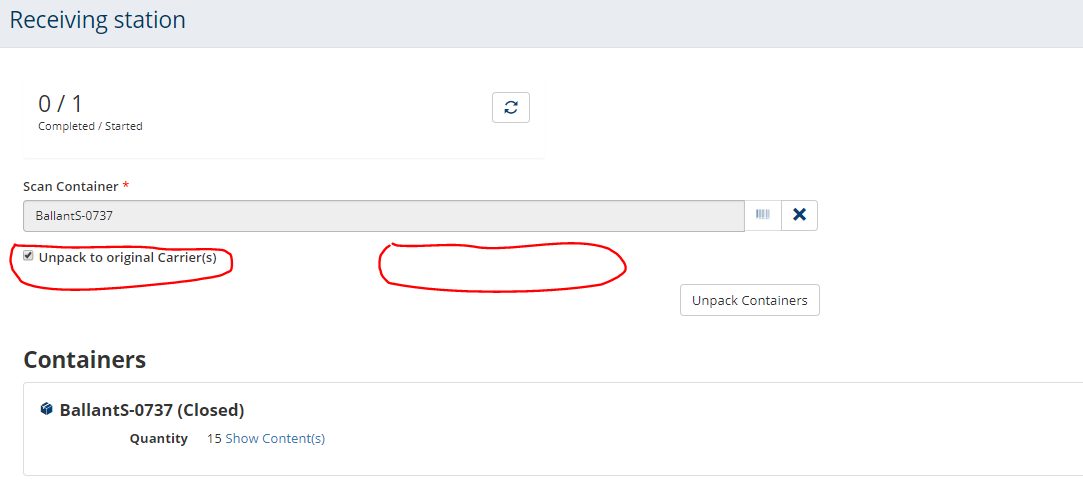 Receiving station
0 / 1
Completed / Started
Scan Container *
BallantS-0737
Unpack to original Carrier(s)
Unpack Containers
Containers
BallantS-0737 (Closed)
Quantity 15 Show Content(s)